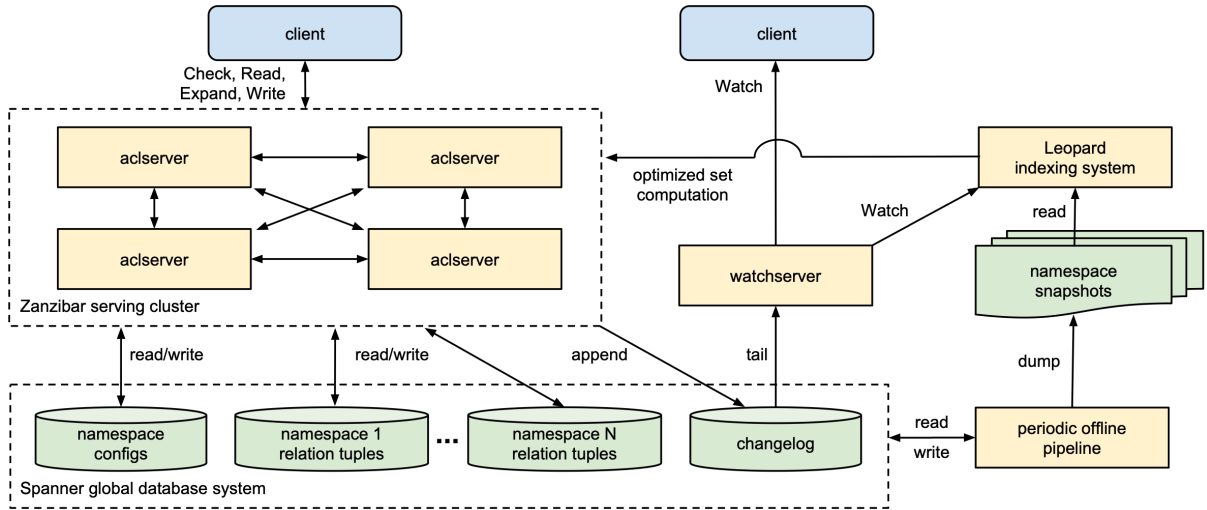 client
client
Check, Read,
Expand, Write
Watch
aclserver
aclserver
Leopard
indexing system
optimized set
computation
Watch
read
aclserver
aclserver
watchserver
namespace
snapshots
Zanzibar serving cluster
read/write
read/write
append
tail
dump
namespace
configs
namespace 1
relation tuples
...
namespace N
relation tuples
changelog
read
write
periodic offline
pipeline
Spanner global database system